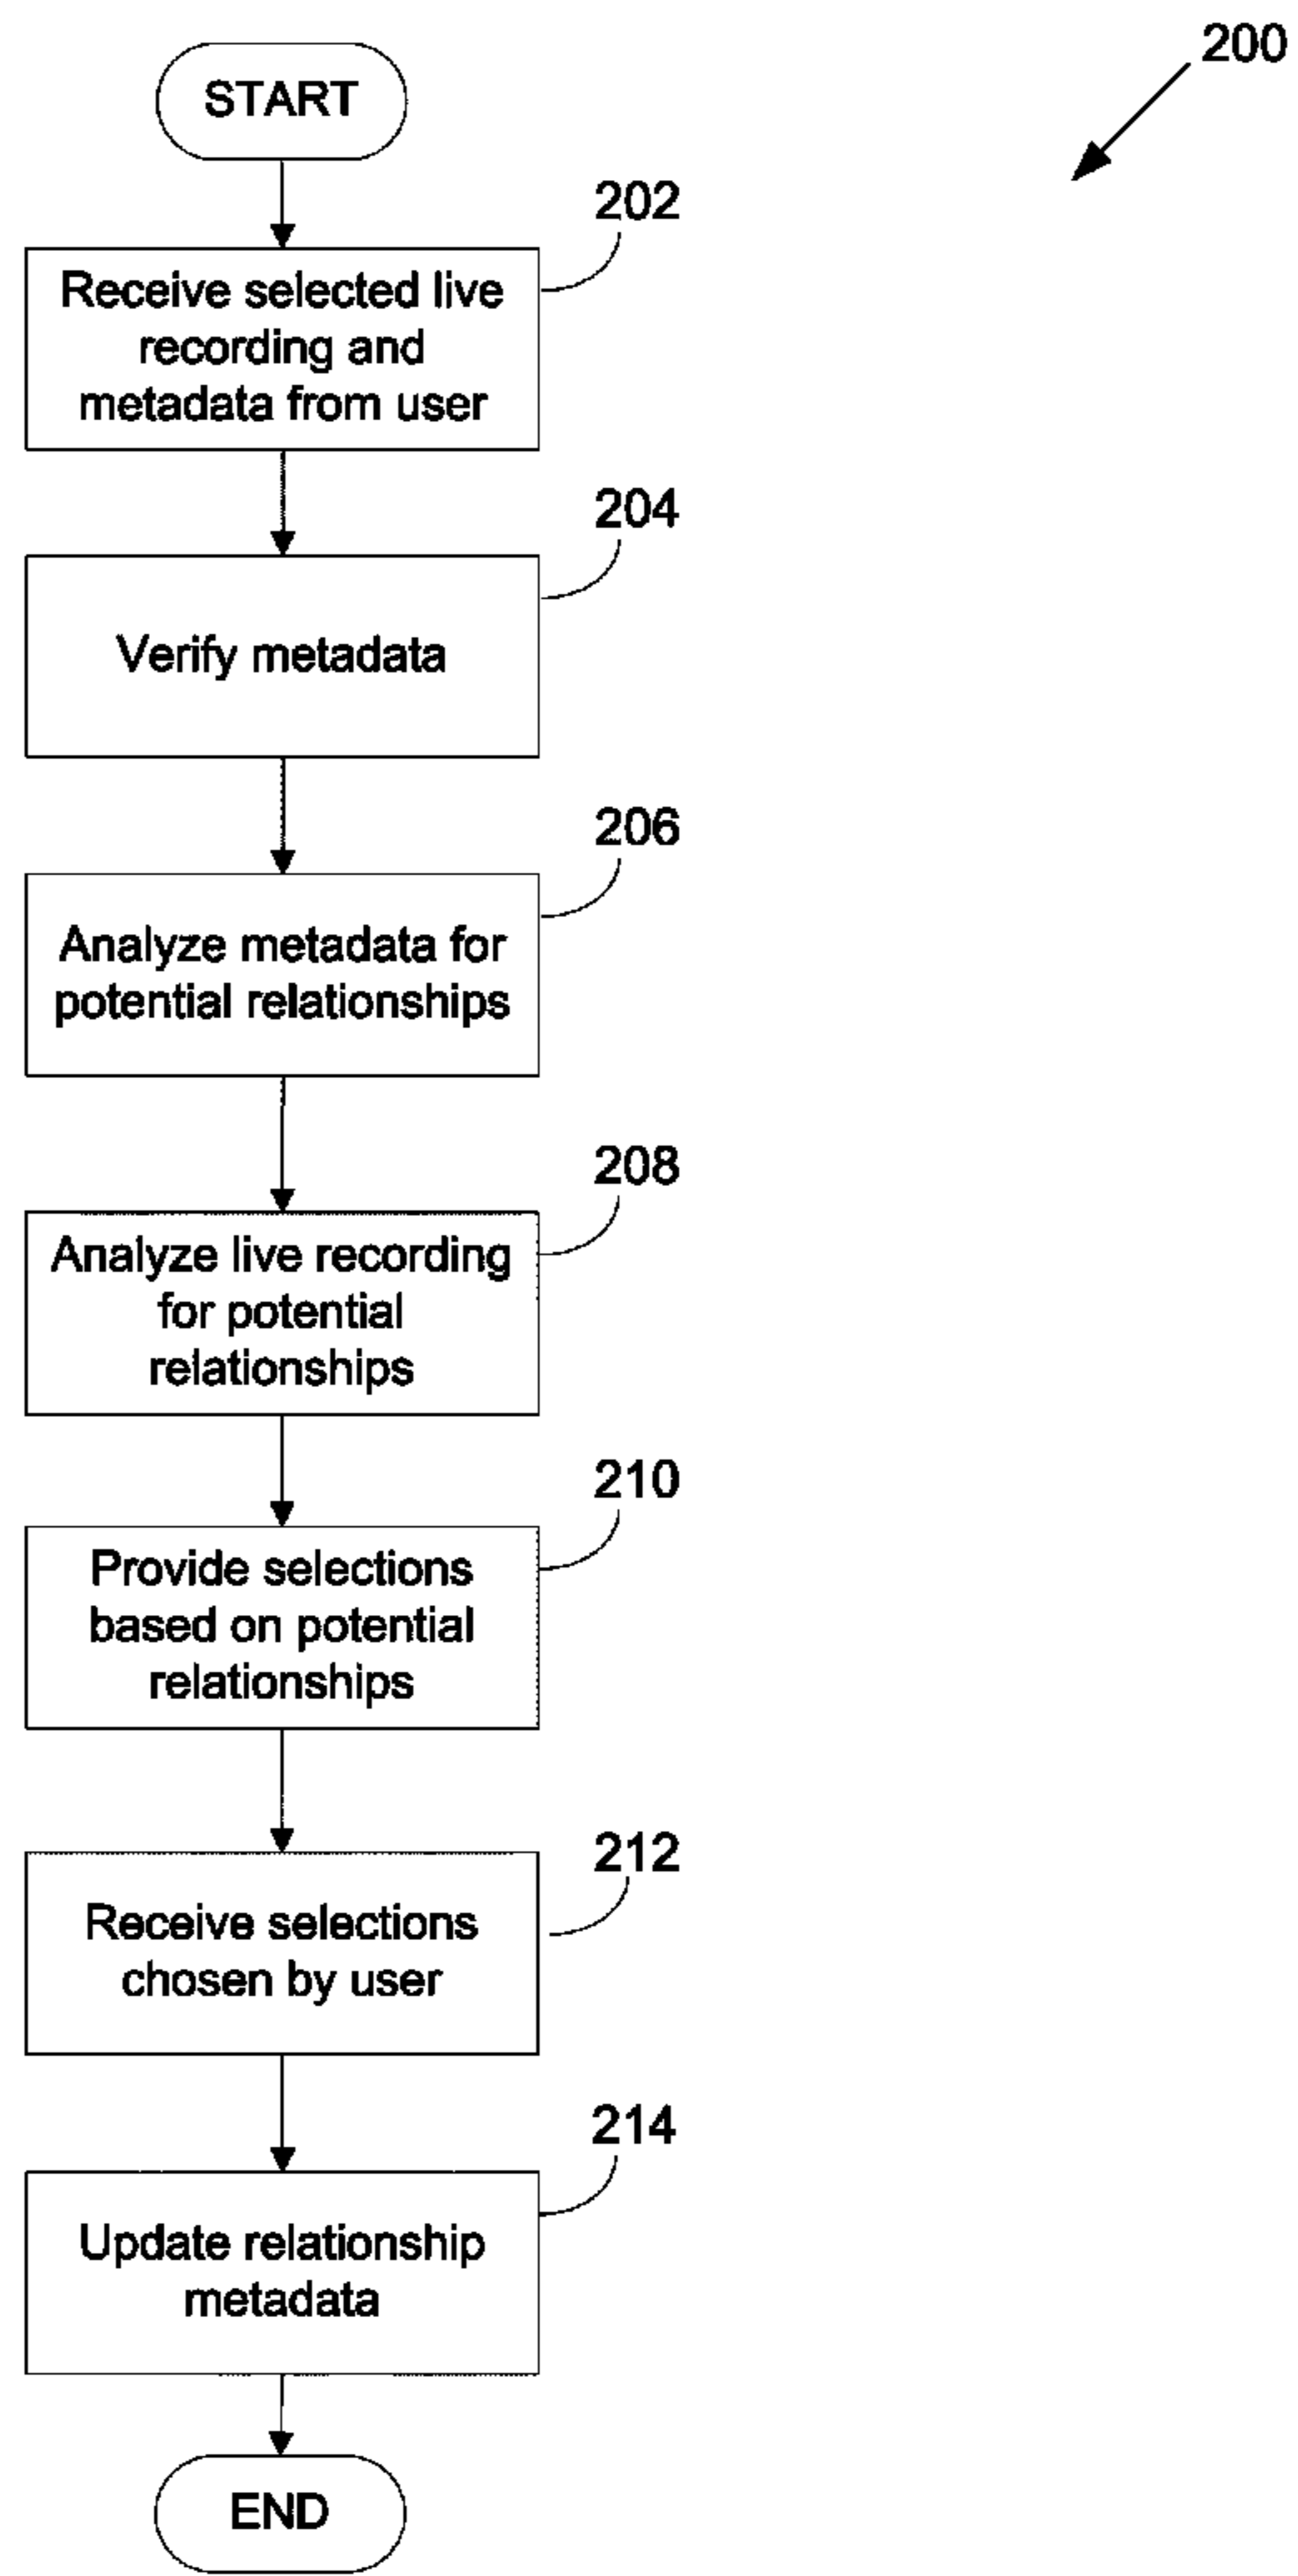 200
START
202
Receive selected live
recording and
metadata from user
204
Verify metadata
206
Analyze metadata for
potential relationships
208
Analyze live recording
for potential
relationships
210
Provide selections
based on potential
relationships
212
Receive selections
chosen by user
214
Update relationship
metadata
END